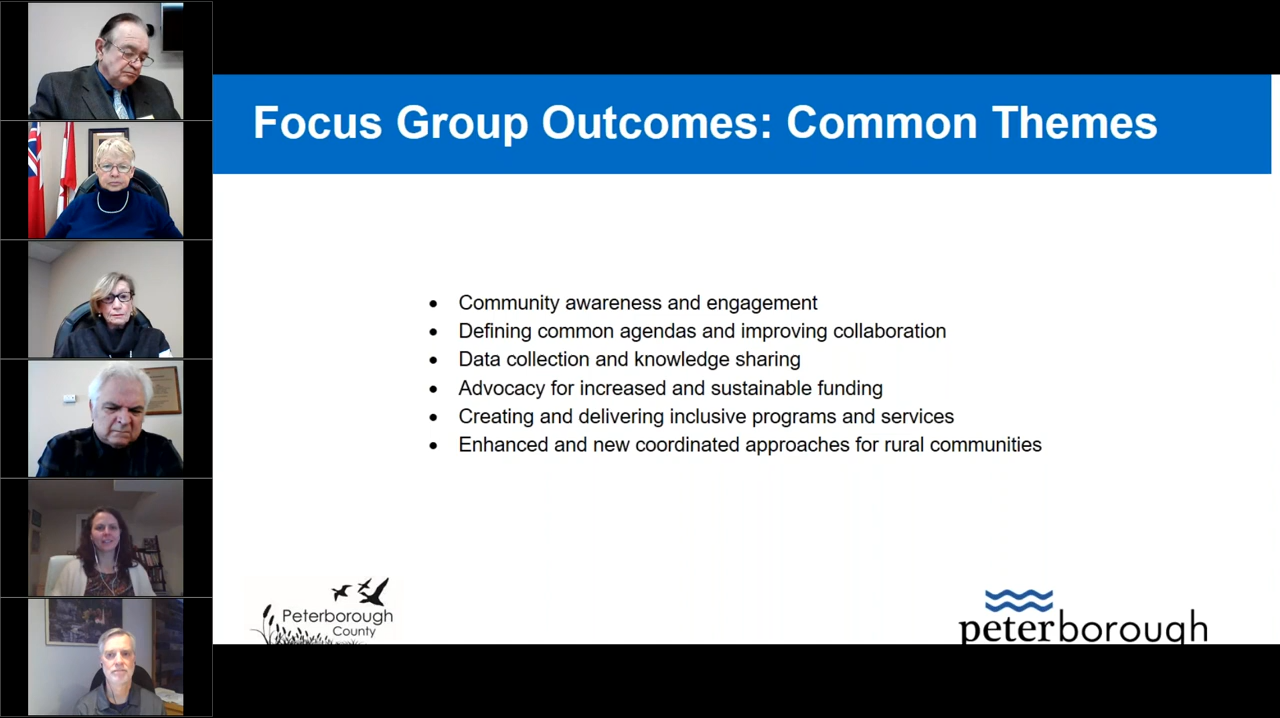 Focus Group Outcomes: Common Themes
• Community awareness and engagement
• Defining common agendas and improving collaboration
• Data collection and knowledge sharing
• Advocacy for increased and sustainable funding
• Creating and delivering inclusive programs and services
• Enhanced and new coordinated approaches for rural communities
Peterborough
County
peterborough